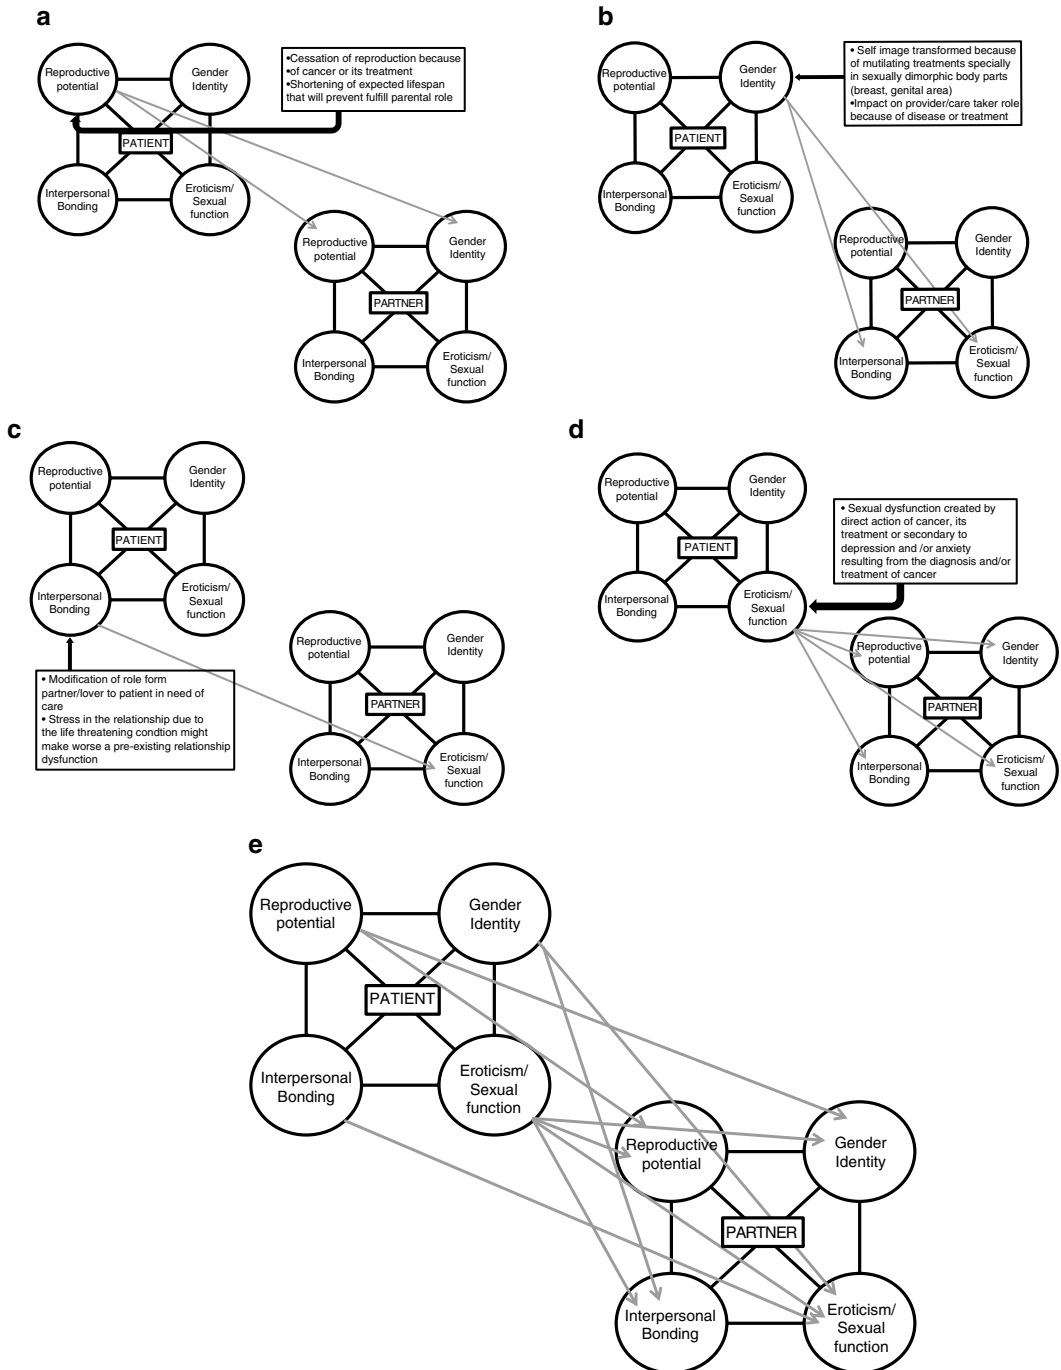 a
Reproductive
potential
Gender
Identity
PATIENT
Interpersonal
Bonding
Eroticism/
Sexual
function
•Cessation of reproduction because
•of cancer or its treatment
•Shortening of expected lifespan
that will prevent fulfill parental role
Reproductive
potential
Gender
Identity
PARTNER
Interpersonal
Bonding
Eroticism/
Sexual
function
b
Reproductive
potential
Gender
Identity
PATIENT
Interpersonal
Bonding
Eroticism/
Sexual
function
• Self image transformed because
of mutilating treatments specially
in sexually dimorphic body parts
(breast, genital area)
•Impact on provider/care taker role
because of disease or treatment
Reproductive
potential
Gender
Identity
PARTNER
Interpersonal
Bonding
Eroticism/
Sexual
function
c
Reproductive
potential
Gender
Identity
PATIENT
Interpersonal
Bonding
Eroticism/
Sexual
function
• Modification of role form
partner/lover to patient in need of
care
• Stress in the relationship due to
the life threatening condtion might
make worse a pre-existing relationship
dysfunction
Reproductive
potential
Gender
Identity
PARTNER
Interpersonal
Bonding
Eroticism/
Sexual
function
d
Reproductive
potential
Gender
Identity
PATIENT
Interpersonal
Bonding
Eroticism/
Sexual
function
• Sexual dysfunction created by
direct action of cancer, its
treatment or secondary to
depression and /or anxiety
resulting from the diagnosis and/or
treatment of cancer
Reproductive
potential
Gender
Identity
PARTNER
Interpersonal
Bonding
Eroticism/
Sexual
function
e
Reproductive
potential
Gender
Identity
PATIENT
Interpersonal
Bonding
Eroticism/
Sexual
function
Reproductive
potential
Gender
Identity
PARTNER
Interpersonal
Bonding
Eroticism/
Sexual
function